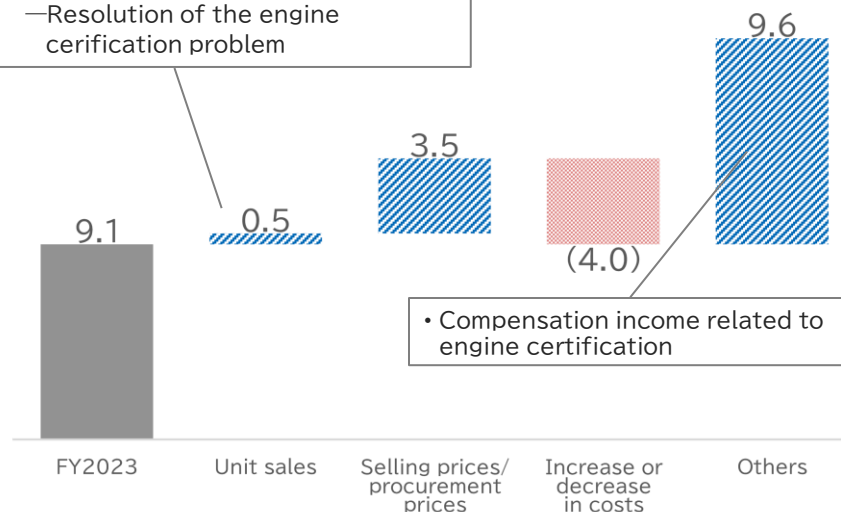 —Resolution of the engine
cerification problem
9.6
3.5
0.5
9.1
(4.0)
• Compensation income related to
engine certification
FY2023
Unit sales
Selling prices/
procurement
prices
Increase or
decrease
in costs
Others